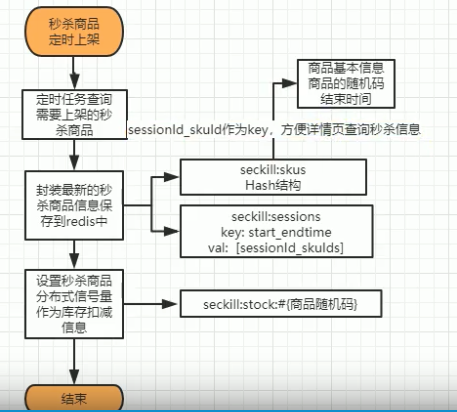 秒杀商品
定时上架
商品基本信息
商品的随机码
结束时间
定时任务查询
需要上架的秒
杀商品
sessionId_skuId作为key，方便详情页查询秒杀信息
封装最新的秒
杀商品信息保
存到redis中
seckill:skus
Hash结构
seckill:sessions
key: start_endtime
val:  [sessionId_skuIds]
设置秒杀商品
分布式信号量
作为库存扣减
信息
seckill:stock:#{商品随机码}
结束